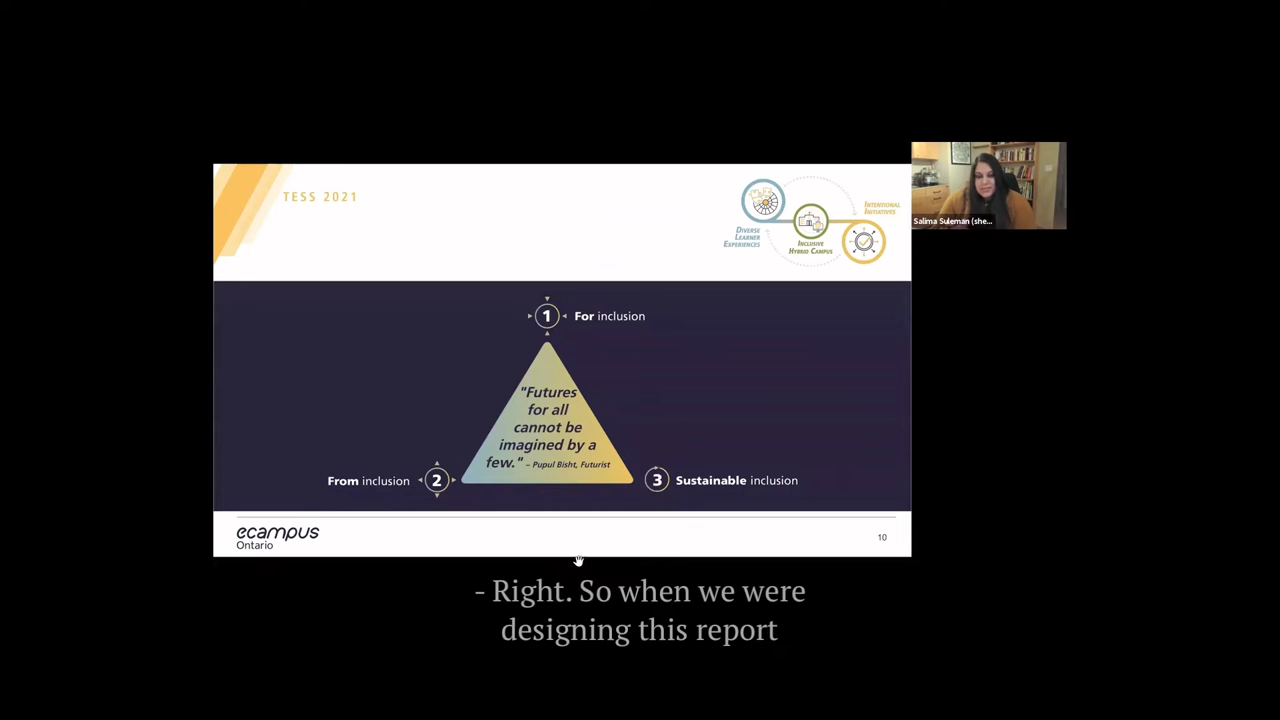 TESS 2021
INTENTIONAL
INITIATIVES
DIVERSE
LEARNER
EXPERIENCES
INCLUSIVE
HYBRID CAMPUS
Salima Suleman (she...
1
For inclusion
"Futures
for all
cannot be
imagined by a
few." – Pupul Bisht, Futurist
From inclusion
2
3
Sustainable inclusion
ecampus
Ontario
10
- Right. So when we were
designing this report